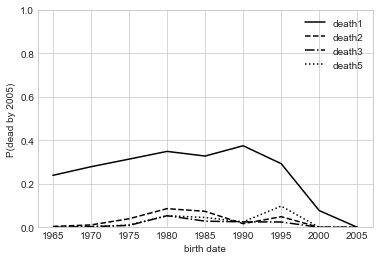 1.0
death1
death2
death3
death5
0.8
0.6
0.4
0.2
0.0
P(dead by 2005)
1965 1970 1975 1980 1985 1990 1995 2000 2005
birth date